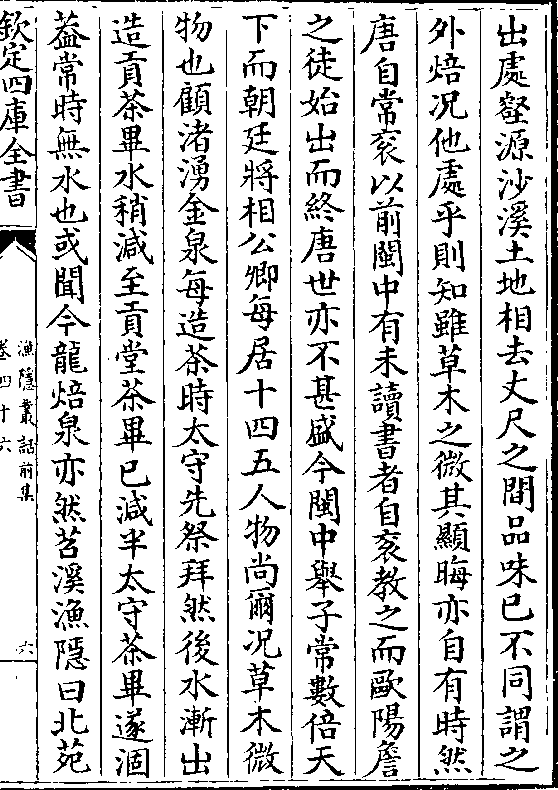 出處壑源沙溪土地相去丈尺之間品味已不同謂之
外焙况他處乎則知雖草木之微其顯晦亦自有時然
唐自常衮以前閩中有未讀書者自衮教之而歐陽詹
之徒始出而終唐世亦不甚盛今閩中舉子常數倍天
下而朝廷將相公卿每居十四五人物尚爾况草木微
物也顧渚湧金泉每造茶時太守先祭拜然後水漸出
造貢茶畢水稍減至貢堂茶畢已減半太守茶畢遂涸
葢常時無水也或聞今龍焙泉亦然苕溪漁隱曰北苑
欽定四庫全書
漁隱叢話前集
卷四十六
六